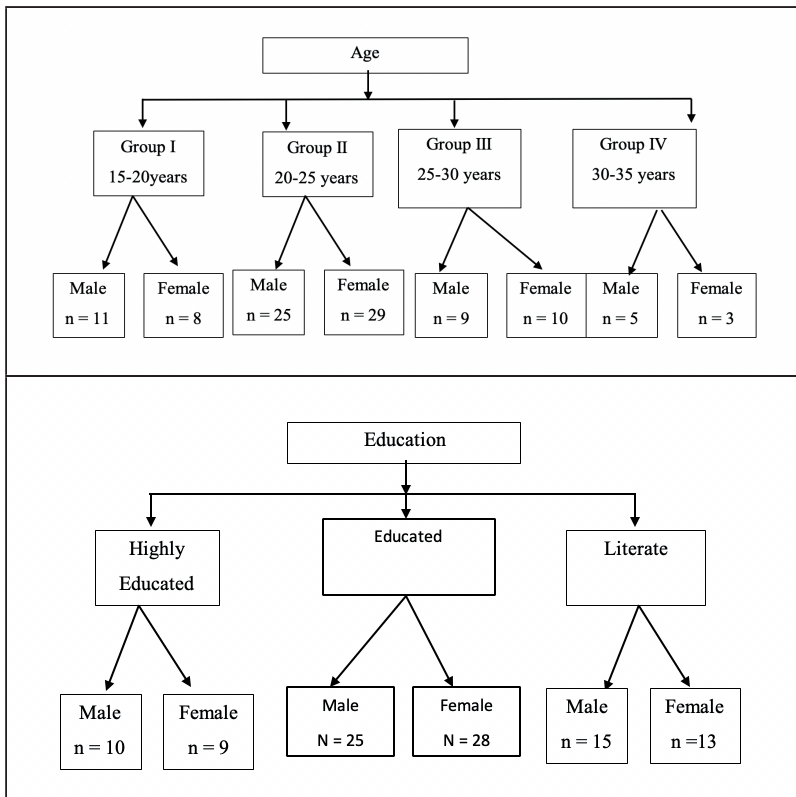 Age
Group I
15-20years
Group II
20-25 years
Group III
25-30 years
Group IV
30-35 years
Male
n = 11
Female
n = 8
Male
n = 25
Female
n = 29
Male
n = 9
Female
n = 10
Male
n = 5
Female
n = 3
Education
Highly
Educated
Educated
Literate
Male
n = 10
Female
n = 9
Male
N = 25
Female
N = 28
Male
n = 15
Female
n =13